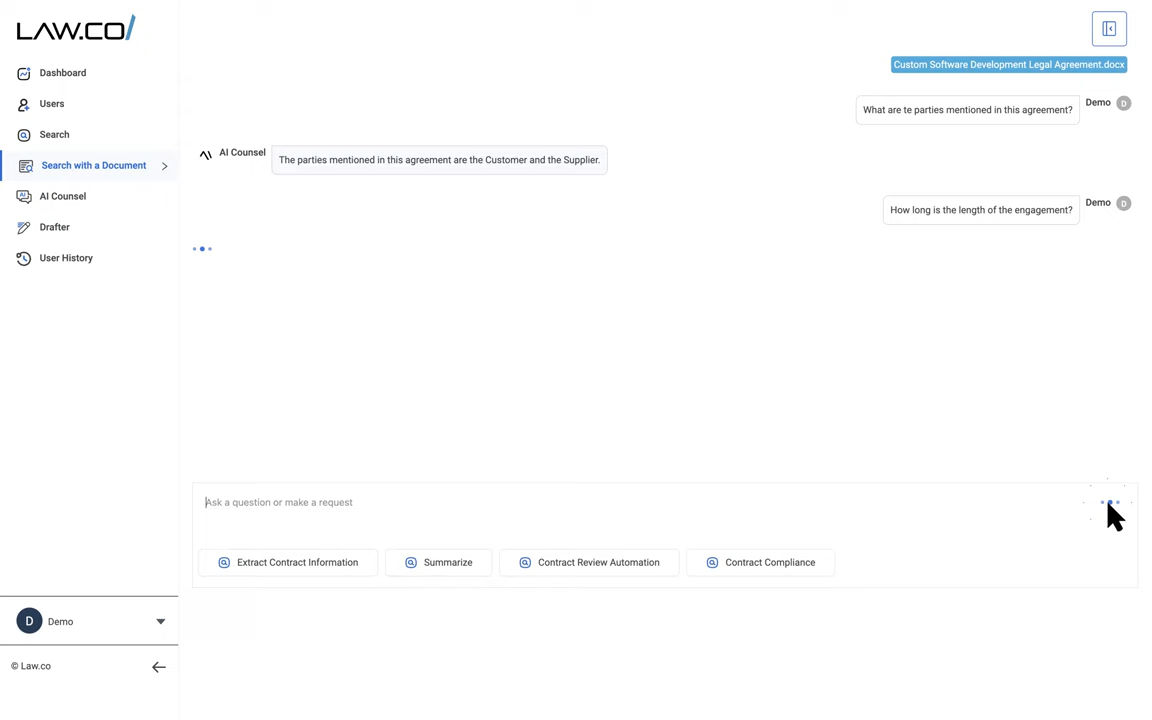 LAW.CO/
Dashboard
Users
Search
Search with a Document
AI Counsel
Drafter
User History
Custom Software Development Legal Agreement.docx
What are te parties mentioned in this agreement?
Demo
D
AI Counsel
The parties mentioned in this agreement are the Customer and the Supplier.
How long is the length of the engagement?
Demo
D
Ask a question or make a request
Extract Contract Information
Summarize
Contract Review Automation
Contract Compliance
D
Demo
© Law.co